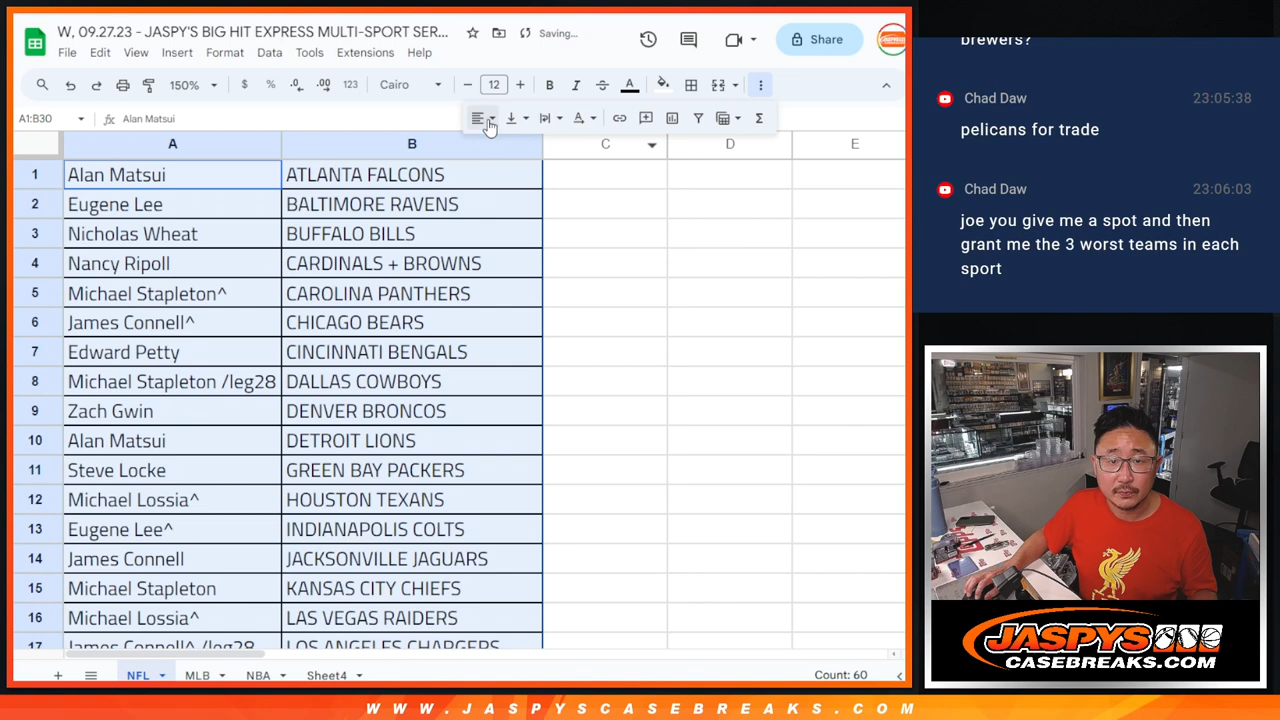 W, 09.27.23 - JASPY'S BIG HIT EXPRESS MULTI-SPORT SER... Saving...
File Edit View Insert Format Data Tools Extensions Help
Share
150% $ % .0 .00 123 Cairo − 12 + B I S A
A1:B30 fx Alan Matsui
A B C D E
1 Alan Matsui ATLANTA FALCONS
2 Eugene Lee BALTIMORE RAVENS
3 Nicholas Wheat BUFFALO BILLS
4 Nancy Ripoll CARDINALS + BROWNS
5 Michael Stapleton^ CAROLINA PANTHERS
6 James Connell^ CHICAGO BEARS
7 Edward Petty CINCINNATI BENGALS
8 Michael Stapleton /leg28 DALLAS COWBOYS
9 Zach Gwin DENVER BRONCOS
10 Alan Matsui DETROIT LIONS
11 Steve Locke GREEN BAY PACKERS
12 Michael Lossia^ HOUSTON TEXANS
13 Eugene Lee^ INDIANAPOLIS COLTS
14 James Connell JACKSONVILLE JAGUARS
15 Michael Stapleton KANSAS CITY CHIEFS
16 Michael Lossia^ LAS VEGAS RAIDERS
17 James Connell^ /leg28 LOS ANGELES CHARGERS
+ NFL MLB NBA Sheet4 Count: 60
brewers?
Chad Daw 23:05:38
pelicans for trade
Chad Daw 23:06:03
joe you give me a spot and then
grant me the 3 worst teams in each
sport
JASPYS
CASEBREAKS.COM
WWW.JASPYSCASEBREAKS.COM